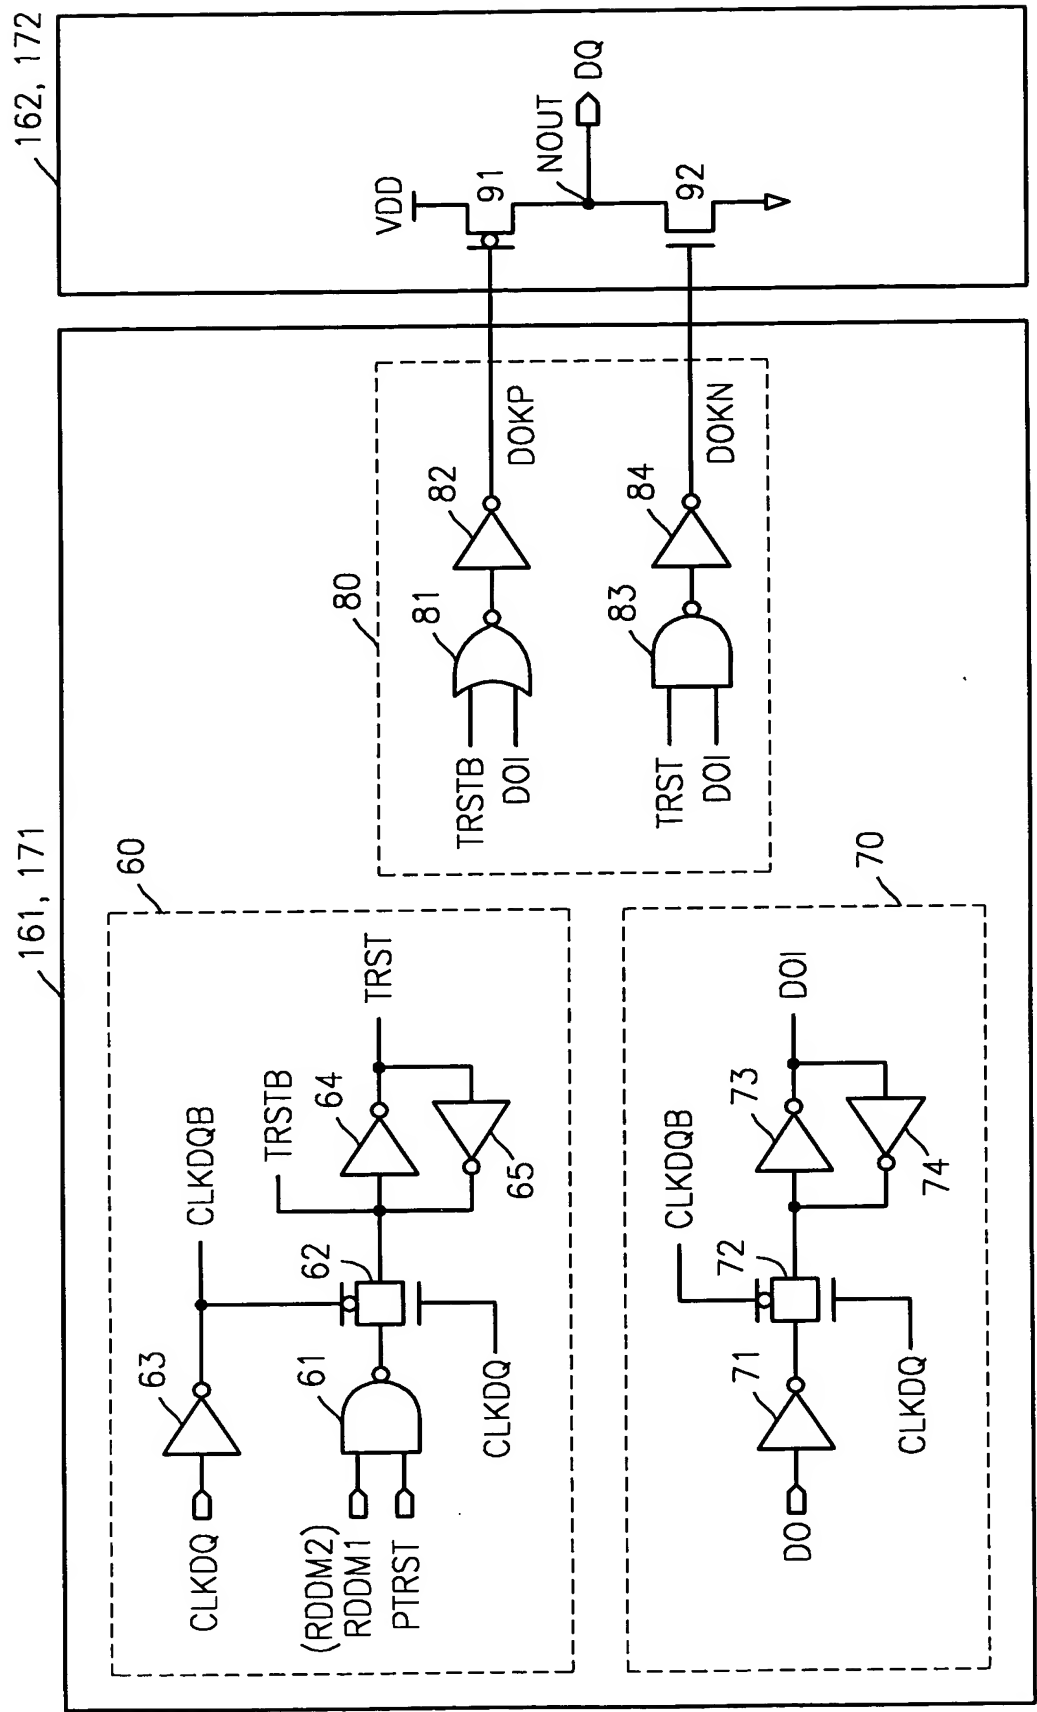 161, 171
162, 172
60
CLKDQ
63
CLKDQB
(RDDM2)
RDDM1
PTRST
61
62
CLKDQ
TRSTB
64
65
TRST
70
DO
71
CLKDQB
72
CLKDQ
73
74
DOI
80
TRSTB
DOI
81
82
DOKP
TRST
DOI
83
84
DOKN
VDD
91
NOUT
DQ
92